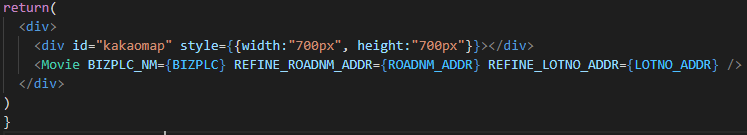 return(
<div>
<div id="kakaomap" style={{width:"700px", height:"700px"}}></div>
<Movie BIZPLC_NM={BIZPLC} REFINE_ROADNM_ADDR={ROADNM_ADDR} REFINE_LOTNO_ADDR={LOTNO_ADDR} />
</div>
)
}